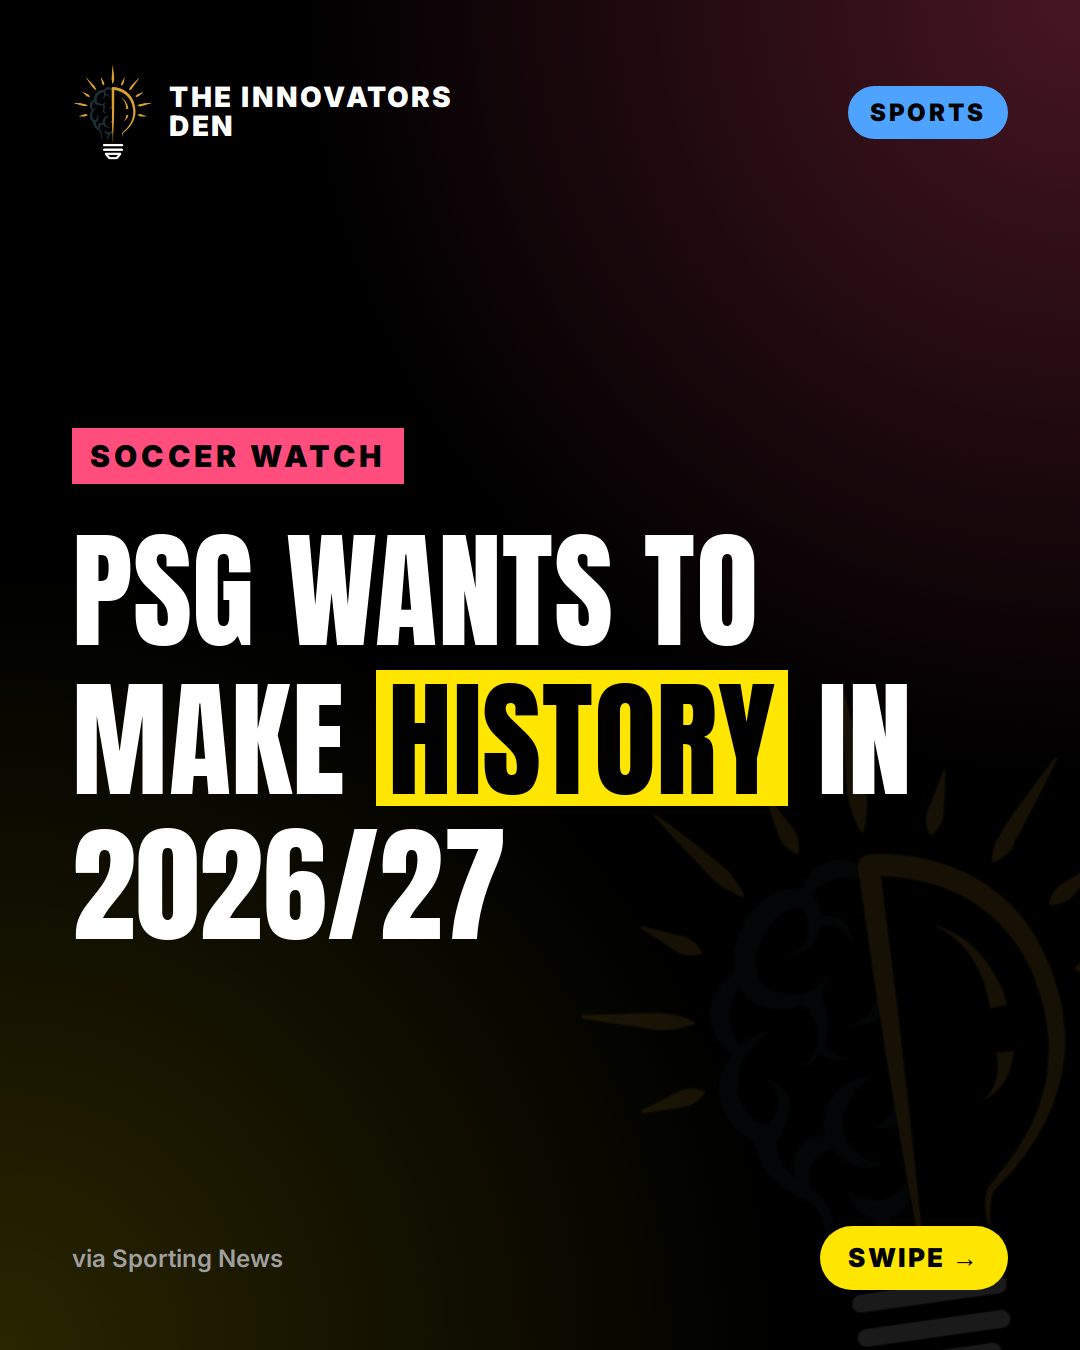 THE INNOVATORS
DEN
SPORTS
SOCCER WATCH
PSG WANTS TO
MAKE HISTORY IN
2026/27
via Sporting News
SWIPE →